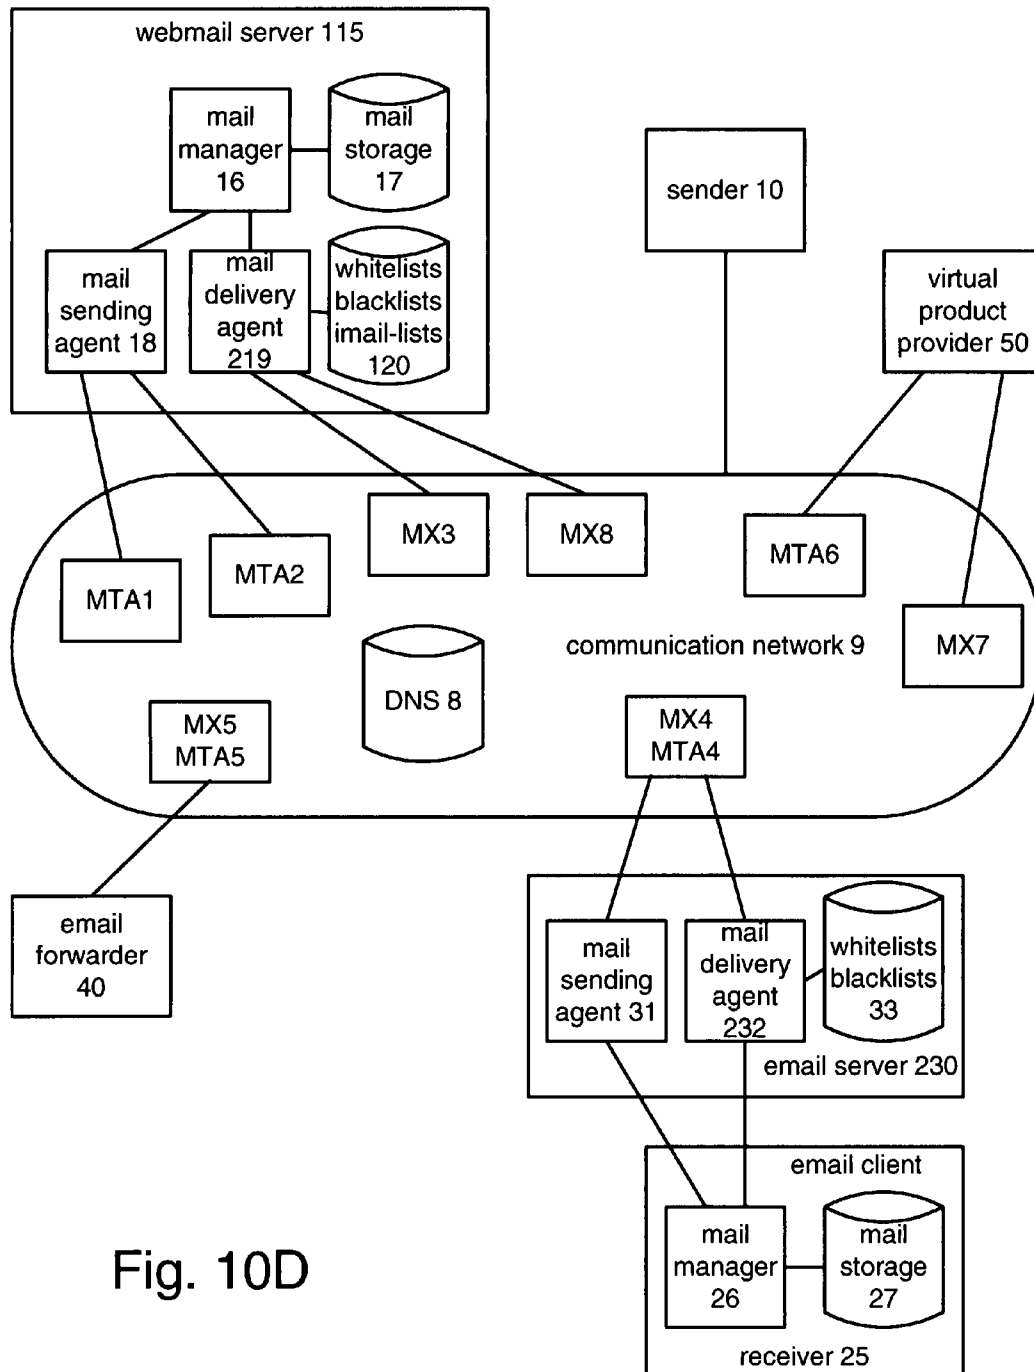 webmail server 115
mail
manager
16
mail
storage
17
sender 10
mail
sending
agent 18
mail
delivery
agent
219
whitelists
blacklists
imail-lists
120
virtual
product
provider 50
MX3
MX8
MTA6
MTA2
MTA1
communication network 9
MX7
DNS 8
MX5
MTA5
MX4
MTA4
email
forwarder
40
mail
sending
agent 31
mail
delivery
agent
232
whitelists
blacklists
33
email server 230
email client
mail
manager
26
mail
storage
27
receiver 25
Fig. 10D